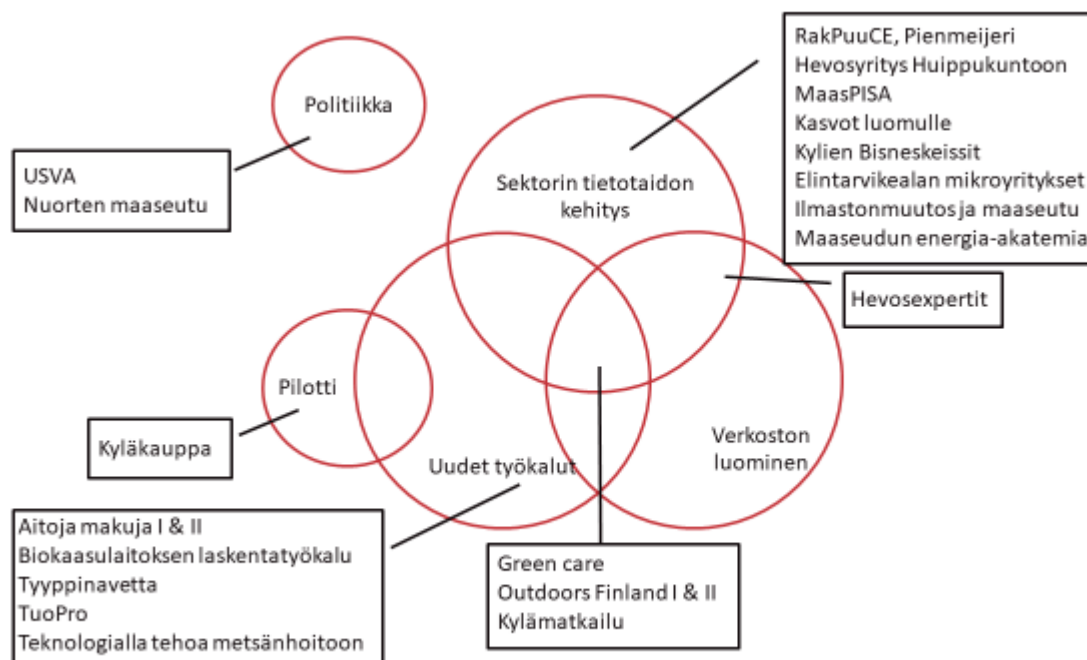 RakPuuCE, Pienmeijeri
Hevosyritys Huippukuntoon
MaasPISA
Kasvot luomulle
Kylien Bisneskeissit
Elintarvikealan mikroyritykset
Ilmastonmuutos ja maaseutu
Maaseudun energia-akatemia
Politiikka
USVA
Nuorten maaseutu
Sektorin tietotaidon
kehitys
Hevosexpertit
Pilotti
Kyläkauppa
Verkoston
luominen
Uudet työkalut
Aitoja makuja I & II
Biokaasulaitoksen laskentatyökalu
Tyyppinavetta
TuoPro
Teknologialla tehoa metsänhoitoon
Green care
Outdoors Finland I & II
Kylämatkailu